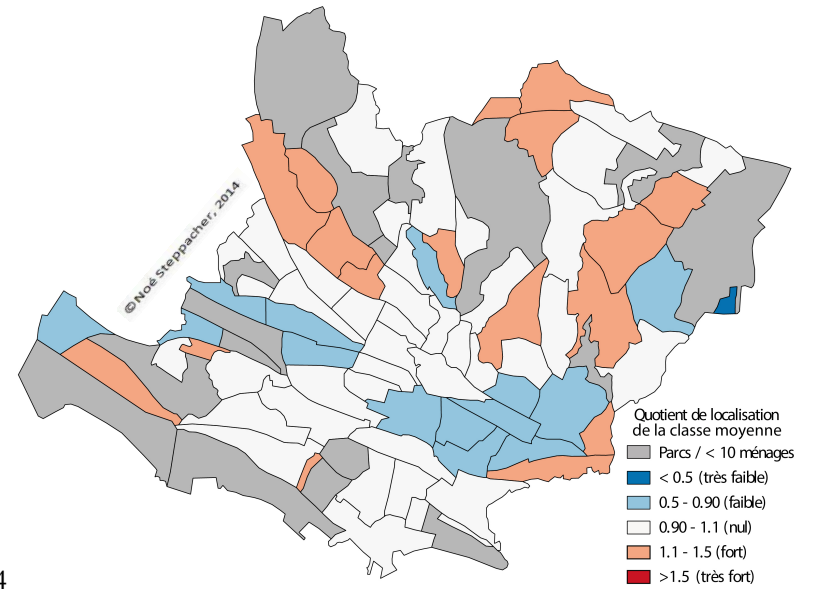 ©Noé Steppacher, 2014
Quotient de localisation
de la classe moyenne
Parcs / < 10 ménages
< 0.5 (très faible)
0.5 - 0.90 (faible)
0.90 - 1.1 (nul)
1.1 - 1.5 (fort)
>1.5 (très fort)
4